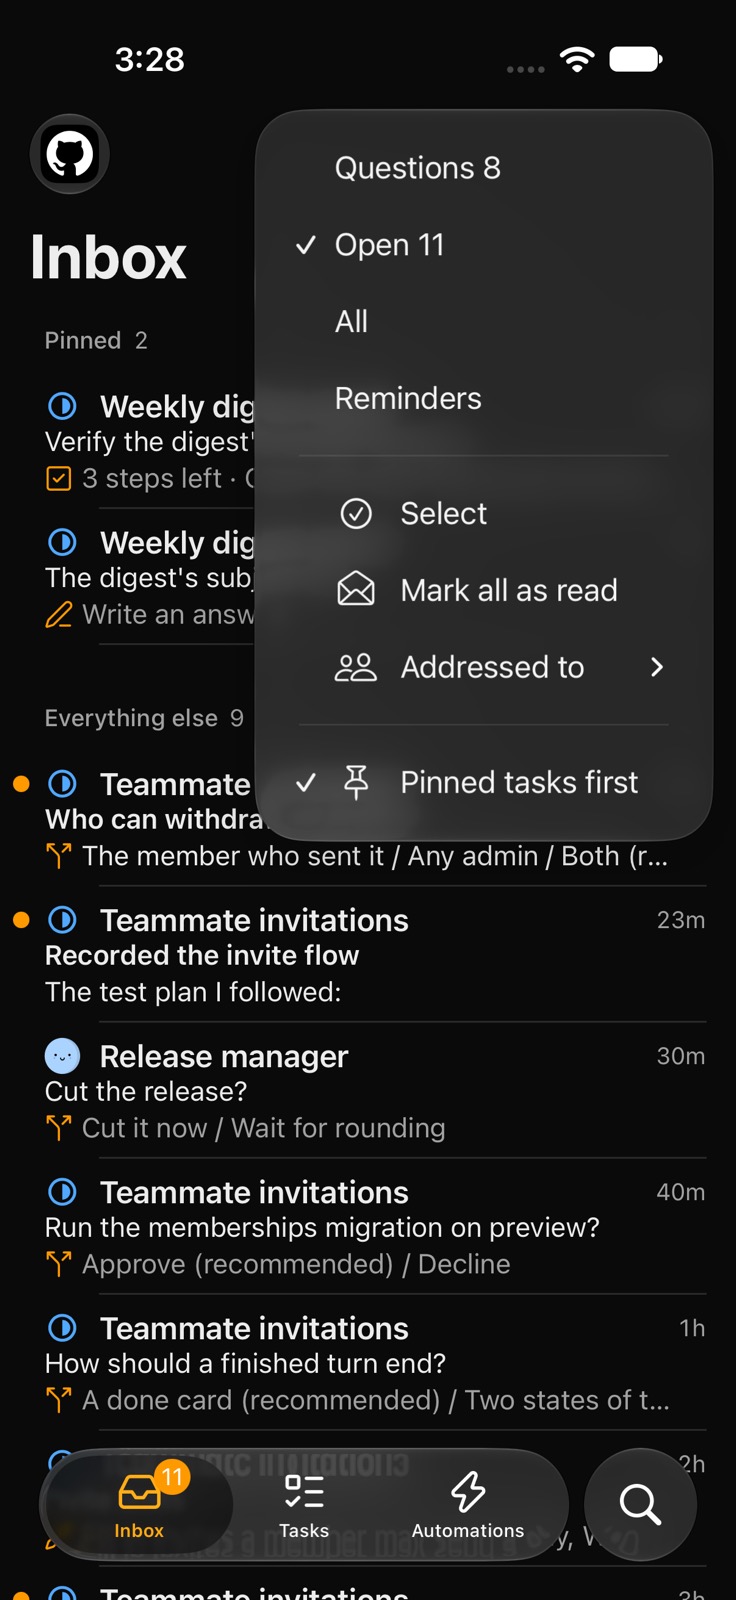 3:28
Questions 8
Open 11
All
Reminders
Select
Mark all as read
Addressed to
Pinned tasks first
Inbox
Pinned 2
Weekly dig
Verify the digest'
3 steps left ·
Weekly dig
The digest's sub
Write an answ
Everything else 9
Teammate
Who can withdra
The member who sent it / Any admin / Both (r...
Teammate invitations 23m
Recorded the invite flow
The test plan I followed:
Release manager 30m
Cut the release?
Cut it now / Wait for rounding
Teammate invitations 40m
Run the memberships migration on preview?
Approve (recommended) / Decline
Teammate invitations 1h
How should a finished turn end?
A done card (recommended) / Two states of t...
2h
11
Inbox
Tasks
Automations
Teammate invitations 3h